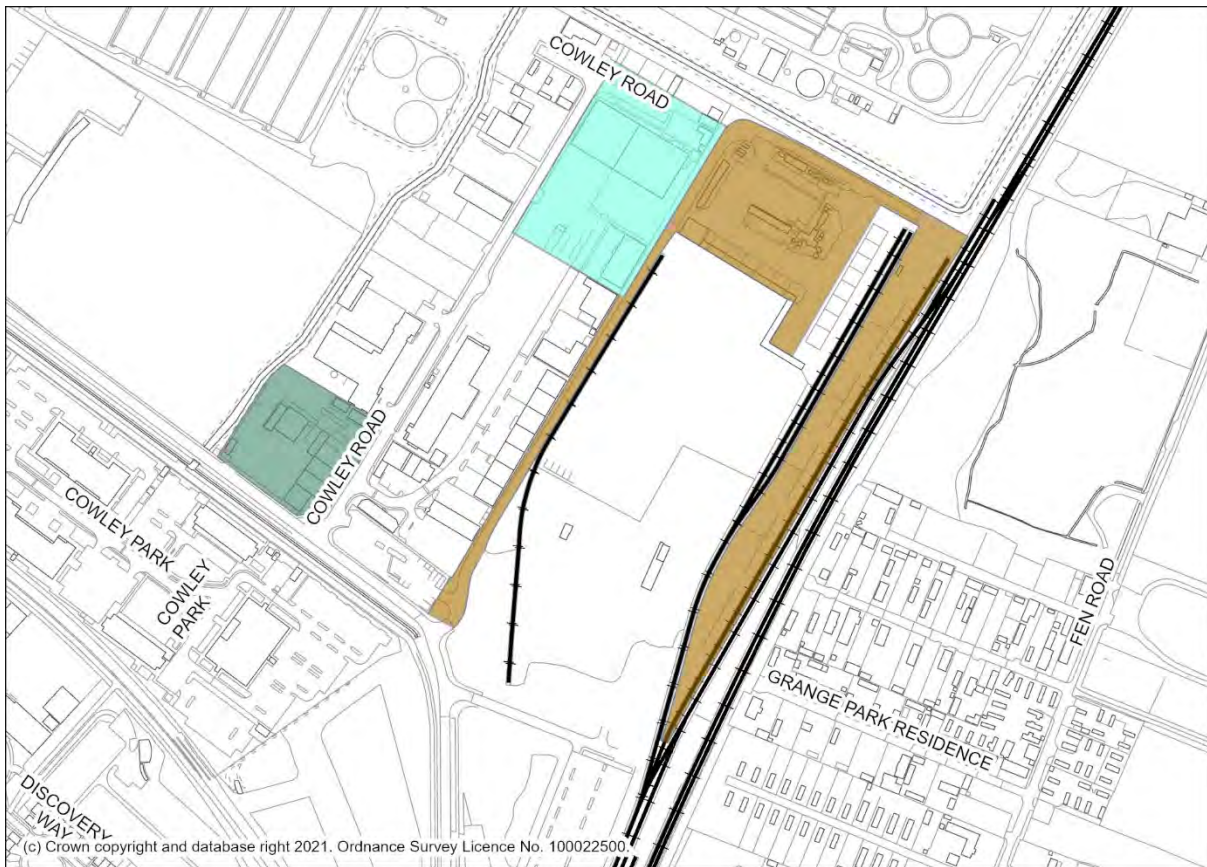 COWLEY ROAD
COWLEY ROAD
COWLEY PARK
COWLEY
PARK
FEN ROAD
GRANGE PARK RESIDENCE
DISCOVERY
WAY
(c) Crown copyright and database right 2021. Ordnance Survey Licence No. 100022500.